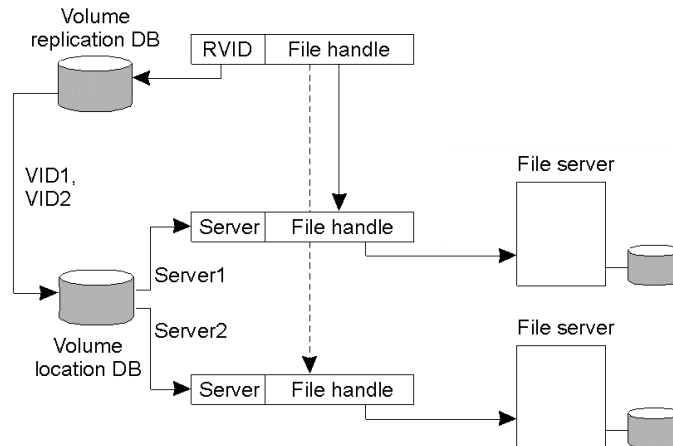 Volume
replication DB
RVID File handle
VID1,
VID2
File server
Server File handle
Server1
Server2
Volume
location DB
File server
Server File handle